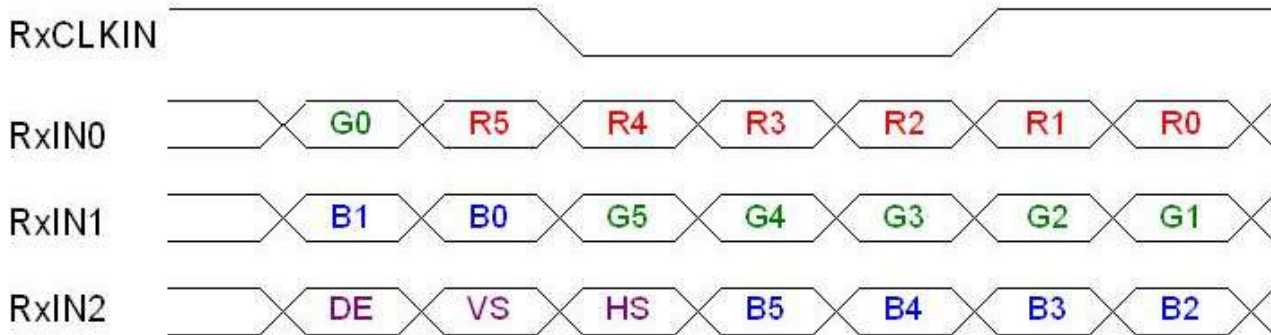 RxCLKIN
RxIN0 G0 R5 R4 R3 R2 R1 R0
RxIN1 B1 B0 G5 G4 G3 G2 G1
RxIN2 DE VS HS B5 B4 B3 B2